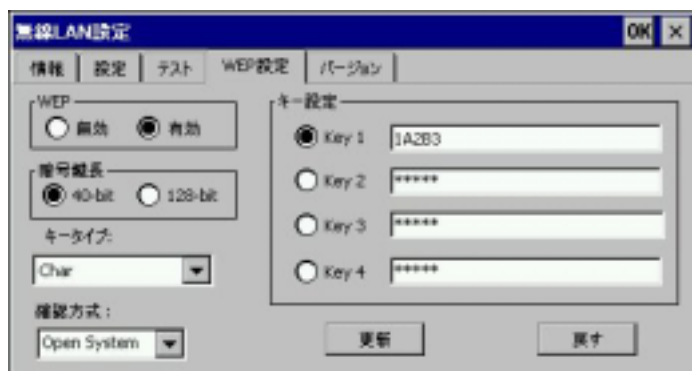 無線LAN設定 OK ×
情報 設定 テスト WEP設定 バージョン
WEP
無効 有効
暗号鍵長
40-bit 128-bit
キータイプ:
Char
確認方式:
Open System
キー設定
Key 1 1A2B3
Key 2 *****
Key 3 *****
Key 4 *****
更新 戻す